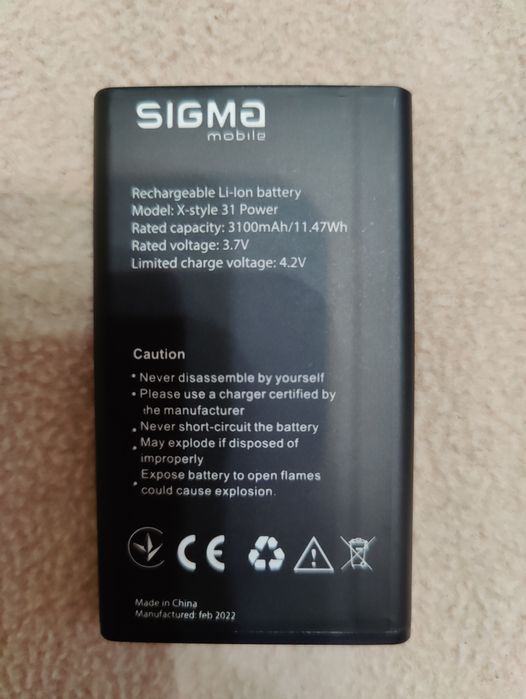 SIGMa
mobile
Rechargeable Li-Ion battery
Model: X-style 31 Power
Rated capacity: 3100mAh/11.47Wh
Rated voltage: 3.7V
Limited charge voltage: 4.2V
Caution
• Never disassemble by yourself
• Please use a charger certified by
the manufacturer
• Never short-circuit the battery
• May explode if disposed of
improperly
• Expose battery to open flames
could cause explosion.
CE
Made in China
Manufactured: feb 2022